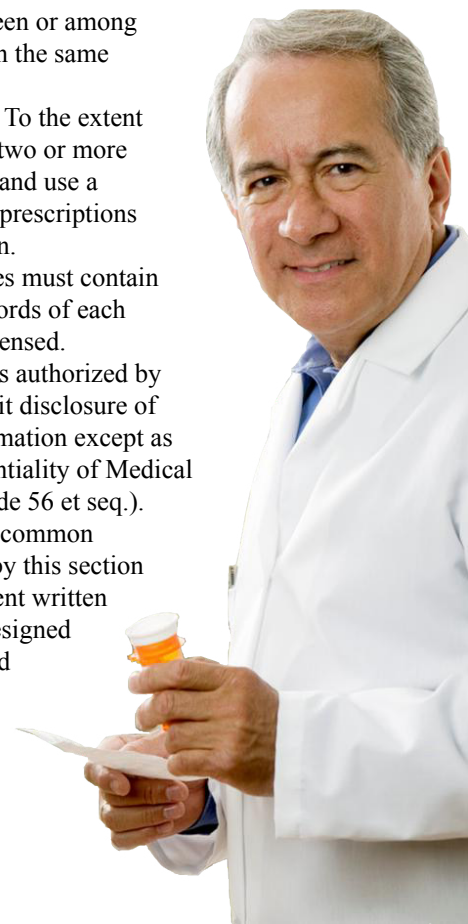 een or among
n the same
To the extent
two or more
and use a
prescriptions
n.
es must contain
ords of each
ensed.
s authorized by
it disclosure of
mation except as
ntiality of Medical
de 56 et seq.).
common
by this section
ent written
esigned
d